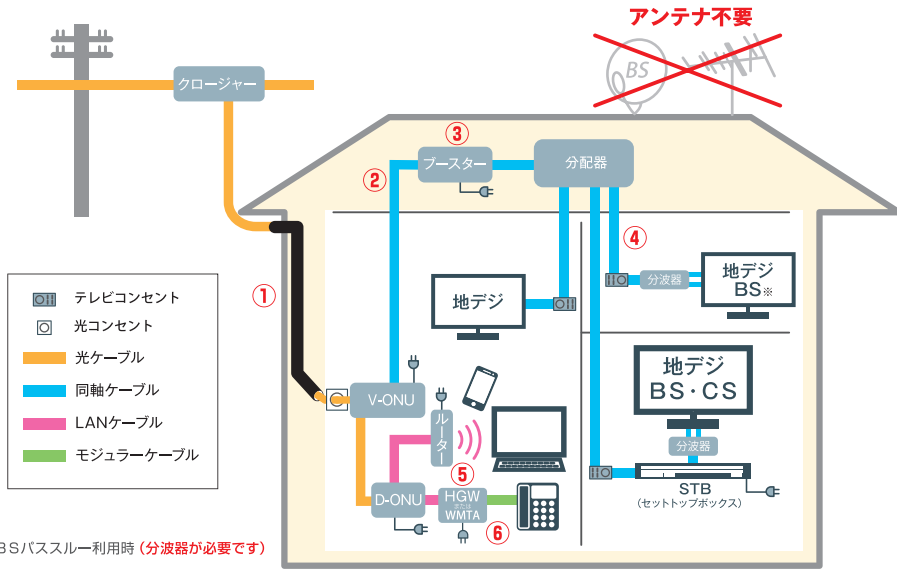 アンテナ不要
BS
クロージャー
③
ブースター
分配器
②
④
①
分波器
地デジ
BS※
地デジ
テレビコンセント
光コンセント
光ケーブル
同軸ケーブル
LANケーブル
モジュラーケーブル
地デジ
BS・CS
分波器
V-ONU
ルーター
STB
(セットトップボックス)
⑤
D-ONU
HGW
または
WMTA
⑥
BSパススルー利用時(分波器が必要です)